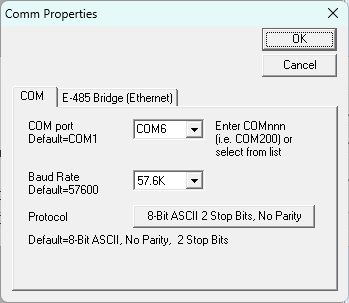 Comm Properties
OK
Cancel
COM
E-485 Bridge (Ethernet)
COM port
Default=COM1
COM6
Enter COMnnn
(i.e. COM200) or
select from list
Baud Rate
Default=57600
57.6K
Protocol
8-Bit ASCII 2 Stop Bits, No Parity
Default=8-Bit ASCII, No Parity, 2 Stop Bits